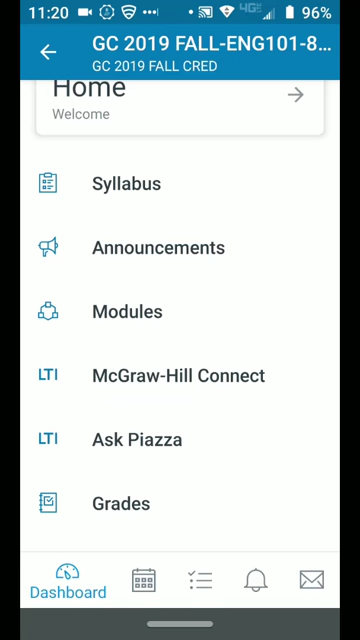 11:20
4GE
96%
GC 2019 FALL-ENG101-8...
GC 2019 FALL CRED
Home
Welcome
Syllabus
Announcements
Modules
LTI McGraw-Hill Connect
LTI Ask Piazza
Grades
Dashboard